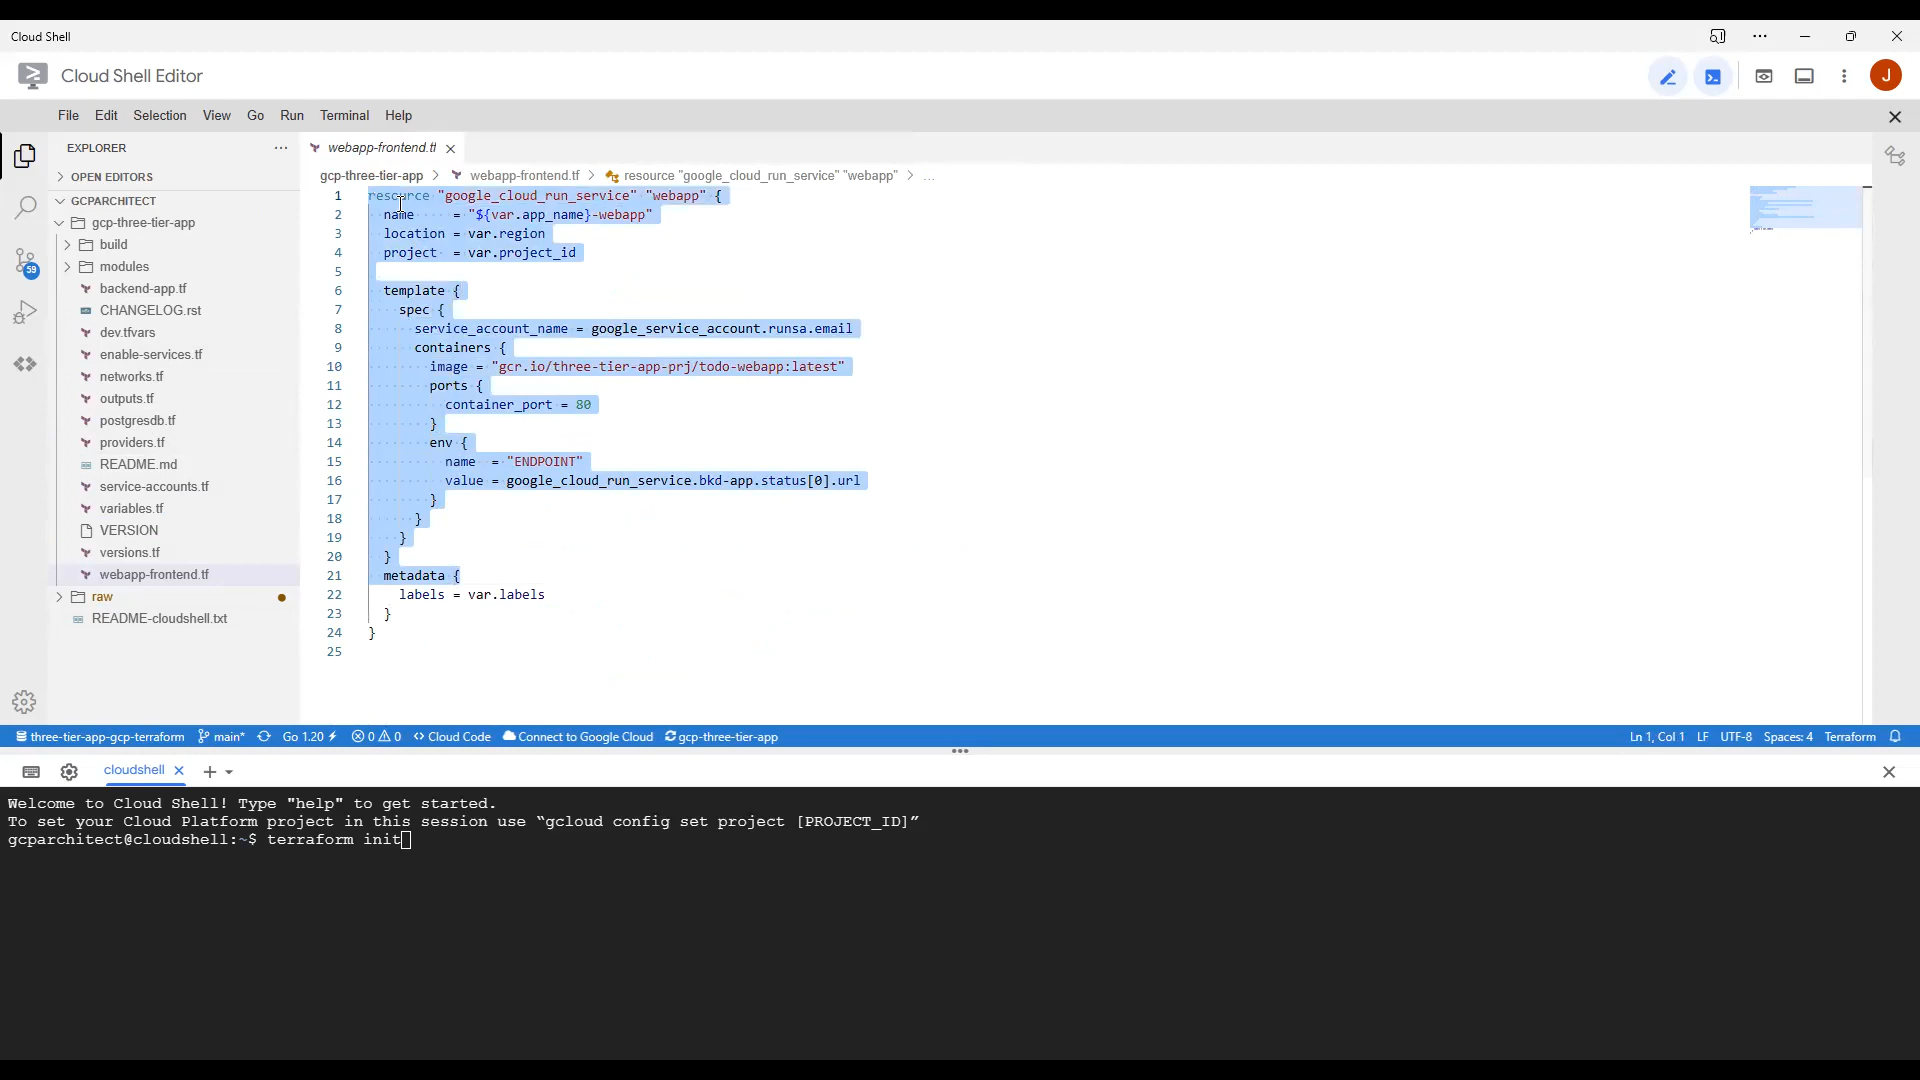 Cloud Shell
Cloud Shell Editor
J
File Edit Selection View Go Run Terminal Help
EXPLORER
OPEN EDITORS
GCPARCHITECT
gcp-three-tier-app
build
modules
backend-app.tf
CHANGELOG.rst
dev.tfvars
enable-services.tf
networks.tf
outputs.tf
postgresdb.tf
providers.tf
README.md
service-accounts.tf
variables.tf
VERSION
versions.tf
webapp-frontend.tf
raw
README-cloudshell.txt
59
webapp-frontend.tf
gcp-three-tier-app > webapp-frontend.tf > resource "google_cloud_run_service" "webapp" > ...
1 resource "google_cloud_run_service" "webapp" {
2 name = "${var.app_name}-webapp"
3 location = var.region
4 project = var.project_id
5
6 template {
7 spec {
8 service_account_name = google_service_account.runsa.email
9 containers {
10 image = "gcr.io/three-tier-app-prj/todo-webapp:latest"
11 ports {
12 container_port = 80
13 }
14 env {
15 name = "ENDPOINT"
16 value = google_cloud_run_service.bkd-app.status[0].url
17 }
18 }
19 }
20 }
21 metadata {
22 labels = var.labels
23 }
24 }
25
three-tier-app-gcp-terraform main* Go 1.20 0 0 Cloud Code Connect to Google Cloud gcp-three-tier-app Ln 1, Col 1 LF UTF-8 Spaces: 4 Terraform
cloudshell
Welcome to Cloud Shell! Type "help" to get started.
To set your Cloud Platform project in this session use “gcloud config set project [PROJECT_ID]”
gcparchitect@cloudshell:~$ terraform init